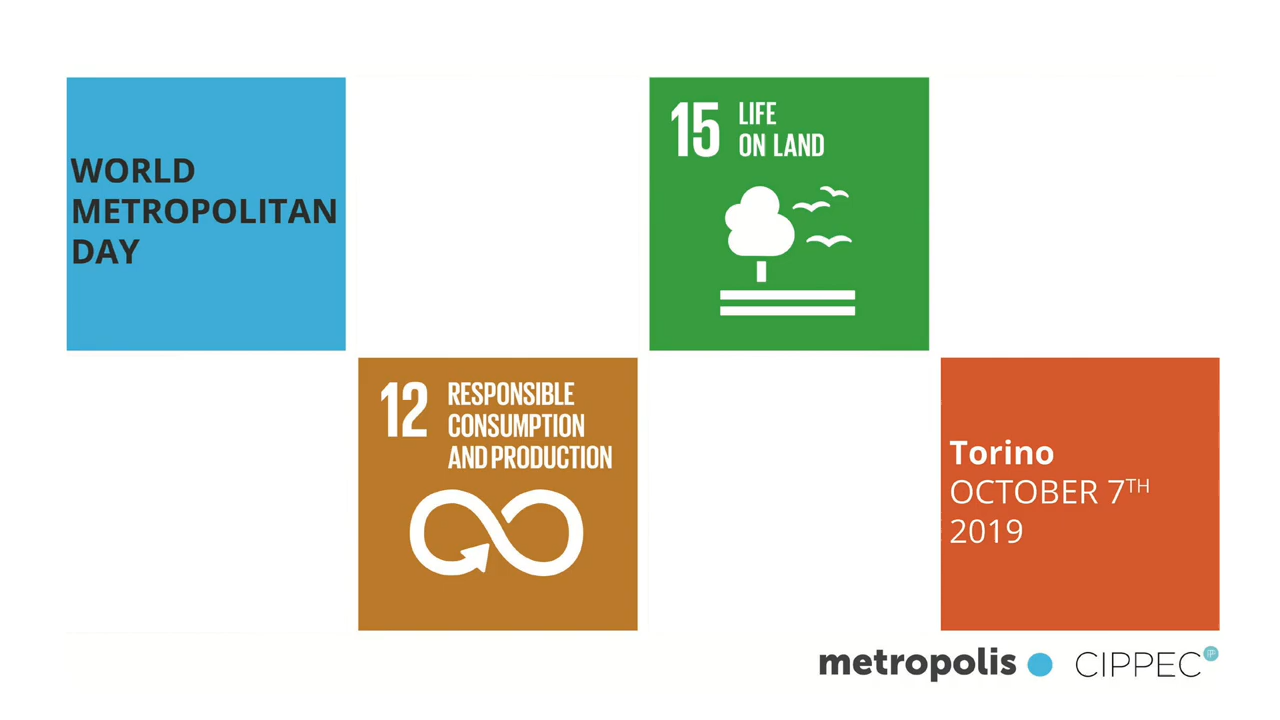 WORLD
METROPOLITAN
DAY
15 LIFE
ON LAND
12 RESPONSIBLE
CONSUMPTION
AND PRODUCTION
Torino
OCTOBER 7TH
2019
metropolis
CIPPEC